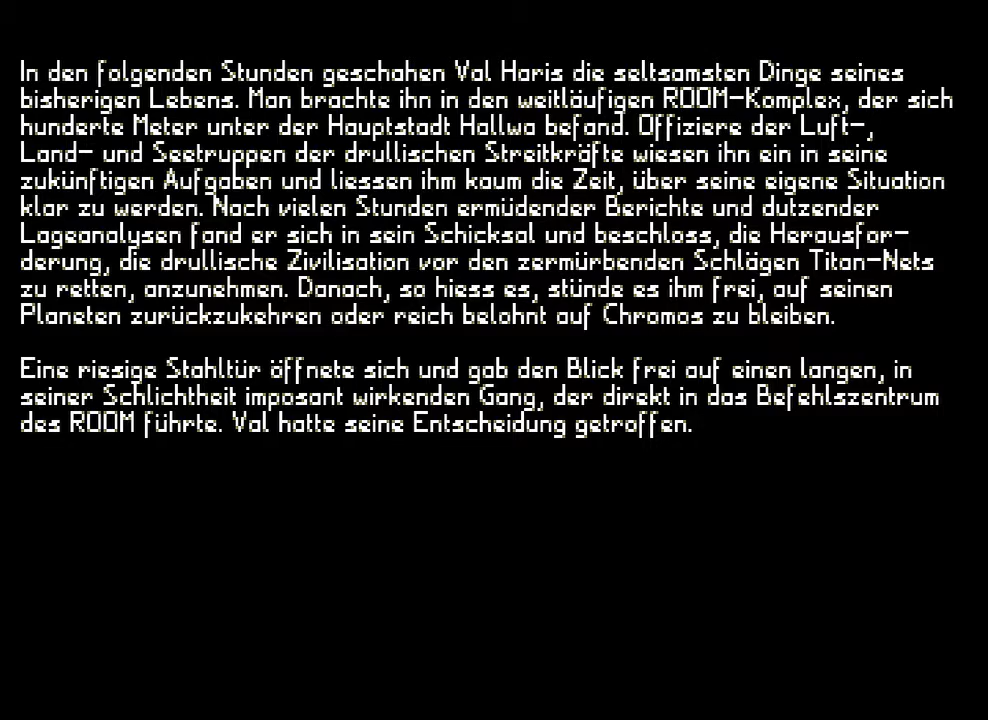 In den folgenden Stunden geschahen Val Haris die seltsamsten Dinge seines
bisherigen Lebens. Man brachte ihn in den weitläufigen ROOM-Komplex, der sich
hunderte Meter unter der Hauptstadt Hallwa befand. Offiziere der Luft-,
Land- und Seetruppen der drullischen Streitkräfte wiesen ihn ein in seine
zukünftigen Aufgaben und liessen ihm kaum die Zeit, über seine eigene Situation
klar zu werden. Nach vielen Stunden ermüdender Berichte und dutzender
Lageanalysen fand er sich in sein Schicksal und beschloss, die Herausfor-
derung, die drullische Zivilisation vor den zermürbenden Schlägen Titan-Nets
zu retten, anzunehmen. Danach, so hiess es, stünde es ihm frei, auf seinen
Planeten zurückzukehren oder reich belohnt auf Chromos zu bleiben.
Eine riesige Stahltür öffnete sich und gab den Blick frei auf einen langen, in
seiner Schlichtheit imposant wirkenden Gang, der direkt in das Befehlszentrum
des ROOM führte. Val hatte seine Entscheidung getroffen.